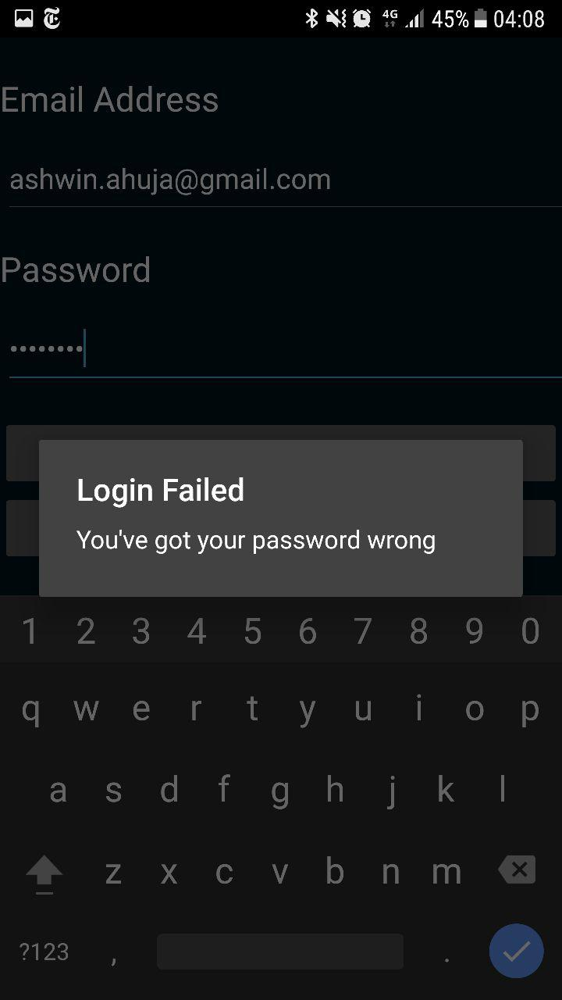 4G 45% 04:08
Email Address
ashwin.ahuja@gmail.com
Password
••••••••
Login Failed
You've got your password wrong
1 2 3 4 5 6 7 8 9 0
q w e r t y u i o p
a s d f g h j k l
z x c v b n m
?123 , .